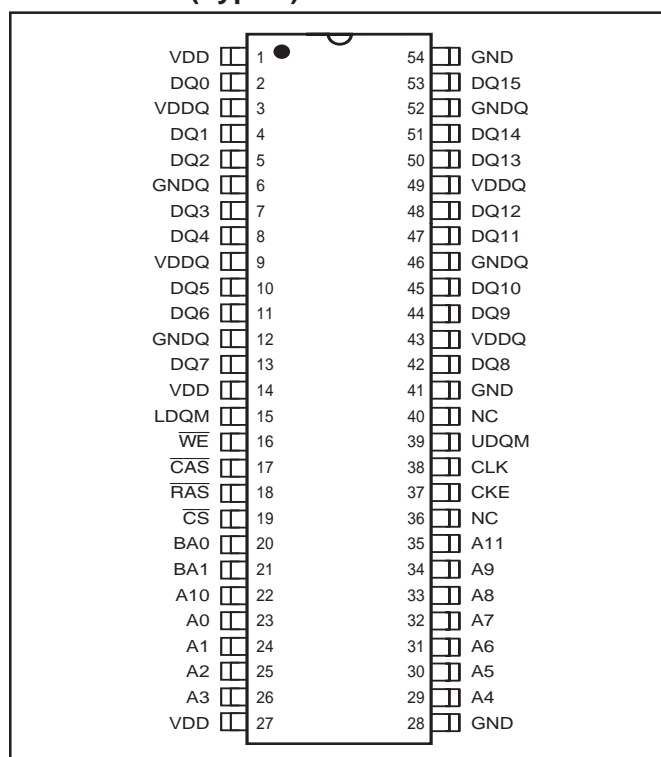 VDD 1 54 GND
DQ0 2 53 DQ15
VDDQ 3 52 GNDQ
DQ1 4 51 DQ14
DQ2 5 50 DQ13
GNDQ 6 49 VDDQ
DQ3 7 48 DQ12
DQ4 8 47 DQ11
VDDQ 9 46 GNDQ
DQ5 10 45 DQ10
DQ6 11 44 DQ9
GNDQ 12 43 VDDQ
DQ7 13 42 DQ8
VDD 14 41 GND
LDQM 15 40 NC
W̅E̅ 16 39 UDQM
C̅A̅S̅ 17 38 CLK
R̅A̅S̅ 18 37 CKE
C̅S̅ 19 36 NC
BA0 20 35 A11
BA1 21 34 A9
A10 22 33 A8
A0 23 32 A7
A1 24 31 A6
A2 25 30 A5
A3 26 29 A4
VDD 27 28 GND